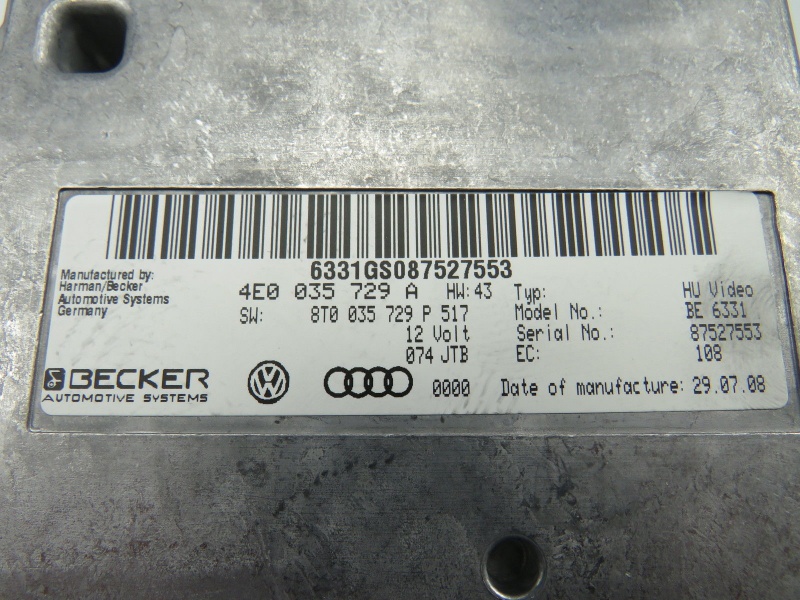 6331GS087527553
Manufactured by:
Harman/Becker
Automotive Systems
Germany
4E0 035 729 A HW: 43 Typ: HU Video
SW: 8T0 035 729 P 517 Model No.: BE 6331
12 Volt Serial No.: 87527553
074 JTB EC: 108
BECKER
AUTOMOTIVE SYSTEMS
VW
0000 Date of manufacture: 29.07.08